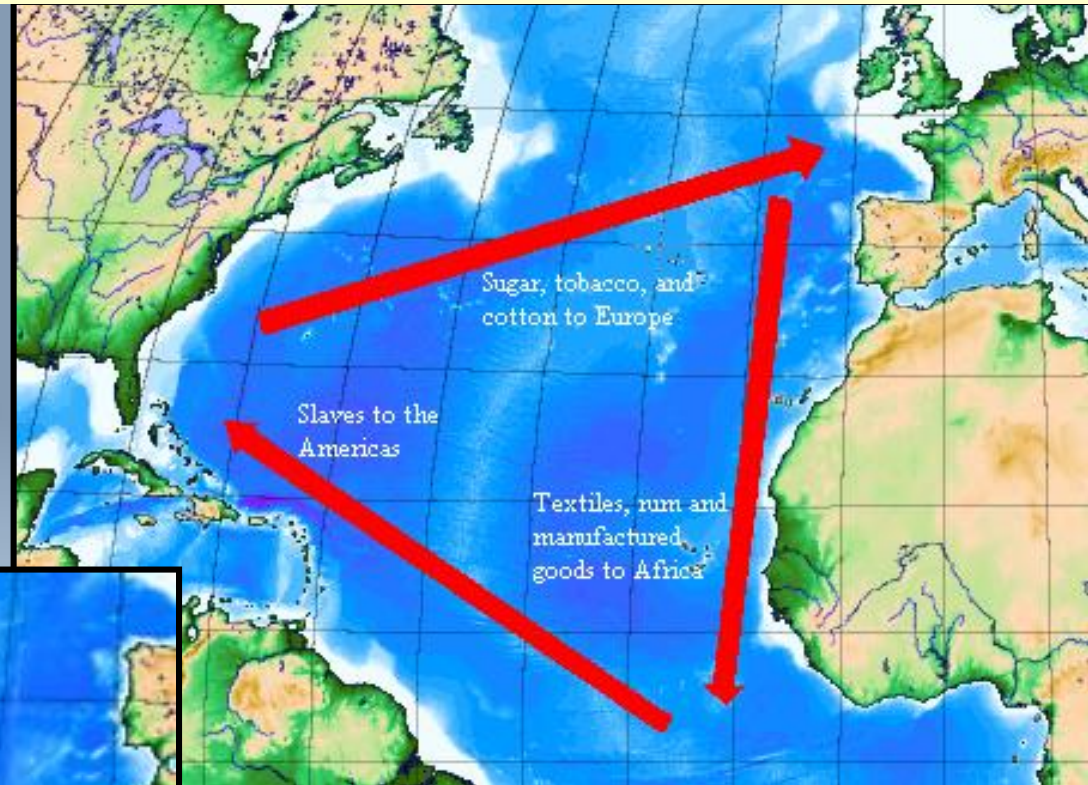 Sugar, tobacco, and
cotton to Europe
Slaves to the
Americas
Textiles, rum and
manufactured
goods to Africa